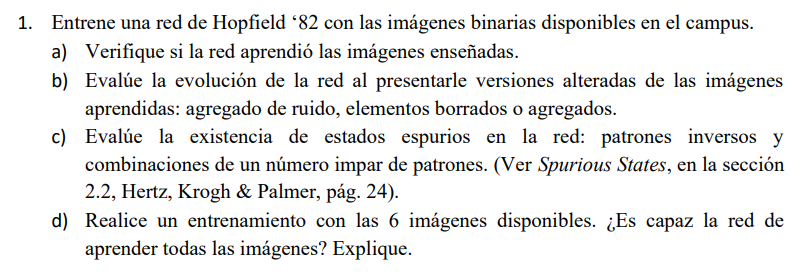 1. Entrene una red de Hopfield ‘82 con las imágenes binarias disponibles en el campus.
a) Verifique si la red aprendió las imágenes enseñadas.
b) Evalúe la evolución de la red al presentarle versiones alteradas de las imágenes
aprendidas: agregado de ruido, elementos borrados o agregados.
c) Evalúe la existencia de estados espurios en la red: patrones inversos y
combinaciones de un número impar de patrones. (Ver Spurious States, en la sección
2.2, Hertz, Krogh & Palmer, pág. 24).
d) Realice un entrenamiento con las 6 imágenes disponibles. ¿Es capaz la red de
aprender todas las imágenes? Explique.